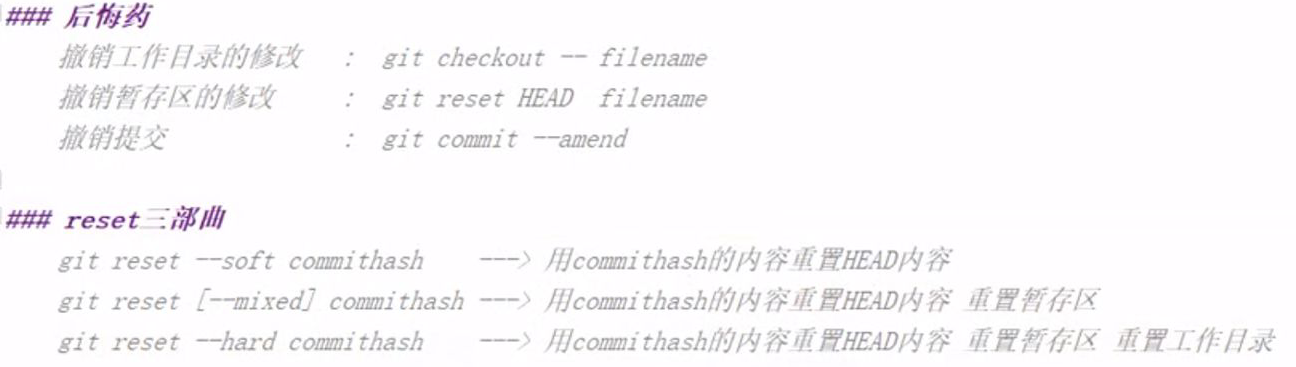 ### 后悔药
撤销工作目录的修改 : git checkout -- filename
撤销暂存区的修改 : git reset HEAD filename
撤销提交 : git commit --amend
### reset三部曲
git reset --soft commithash ---> 用commithash的内容重置HEAD内容
git reset [--mixed] commithash ---> 用commithash的内容重置HEAD内容 重置暂存区
git reset --hard commithash ---> 用commithash的内容重置HEAD内容 重置暂存区 重置工作目录